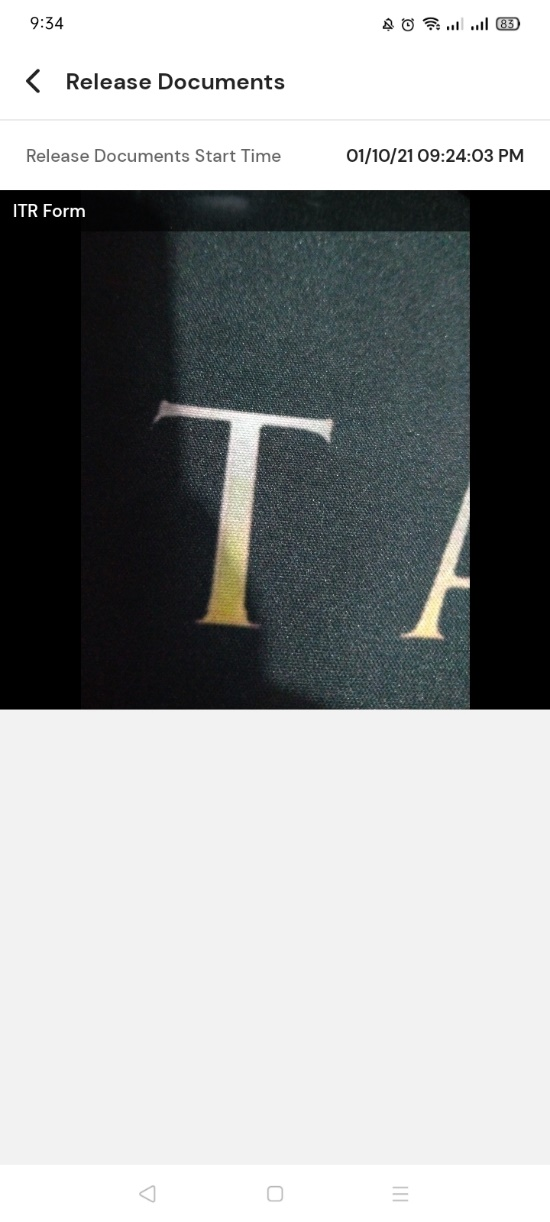 9:34
83
Release Documents
Release Documents Start Time 01/10/21 09:24:03 PM
ITR Form
T A